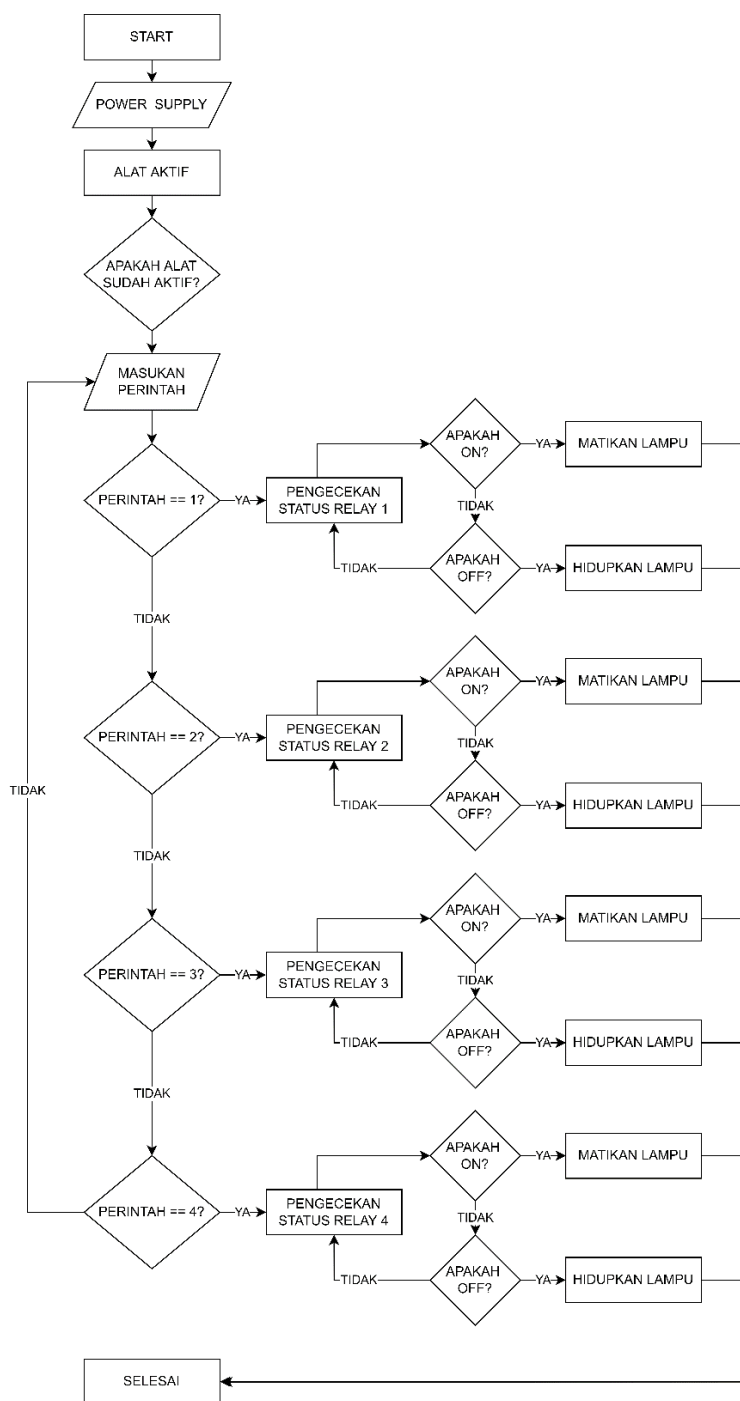 START
POWER SUPPLY
ALAT AKTIF
APAKAH ALAT
SUDAH AKTIF?
MASUKAN
PERINTAH
PERINTAH == 1?
YA
PENGECEKAN
STATUS RELAY 1
APAKAH
ON?
YA
MATIKAN LAMPU
TIDAK
APAKAH
OFF?
TIDAK
YA
HIDUPKAN LAMPU
TIDAK
PERINTAH == 2?
YA
PENGECEKAN
STATUS RELAY 2
APAKAH
ON?
YA
MATIKAN LAMPU
TIDAK
APAKAH
OFF?
TIDAK
YA
HIDUPKAN LAMPU
TIDAK
TIDAK
PERINTAH == 3?
YA
PENGECEKAN
STATUS RELAY 3
APAKAH
ON?
YA
MATIKAN LAMPU
TIDAK
APAKAH
OFF?
TIDAK
YA
HIDUPKAN LAMPU
TIDAK
PERINTAH == 4?
YA
PENGECEKAN
STATUS RELAY 4
APAKAH
ON?
YA
MATIKAN LAMPU
TIDAK
APAKAH
OFF?
TIDAK
YA
HIDUPKAN LAMPU
SELESAI